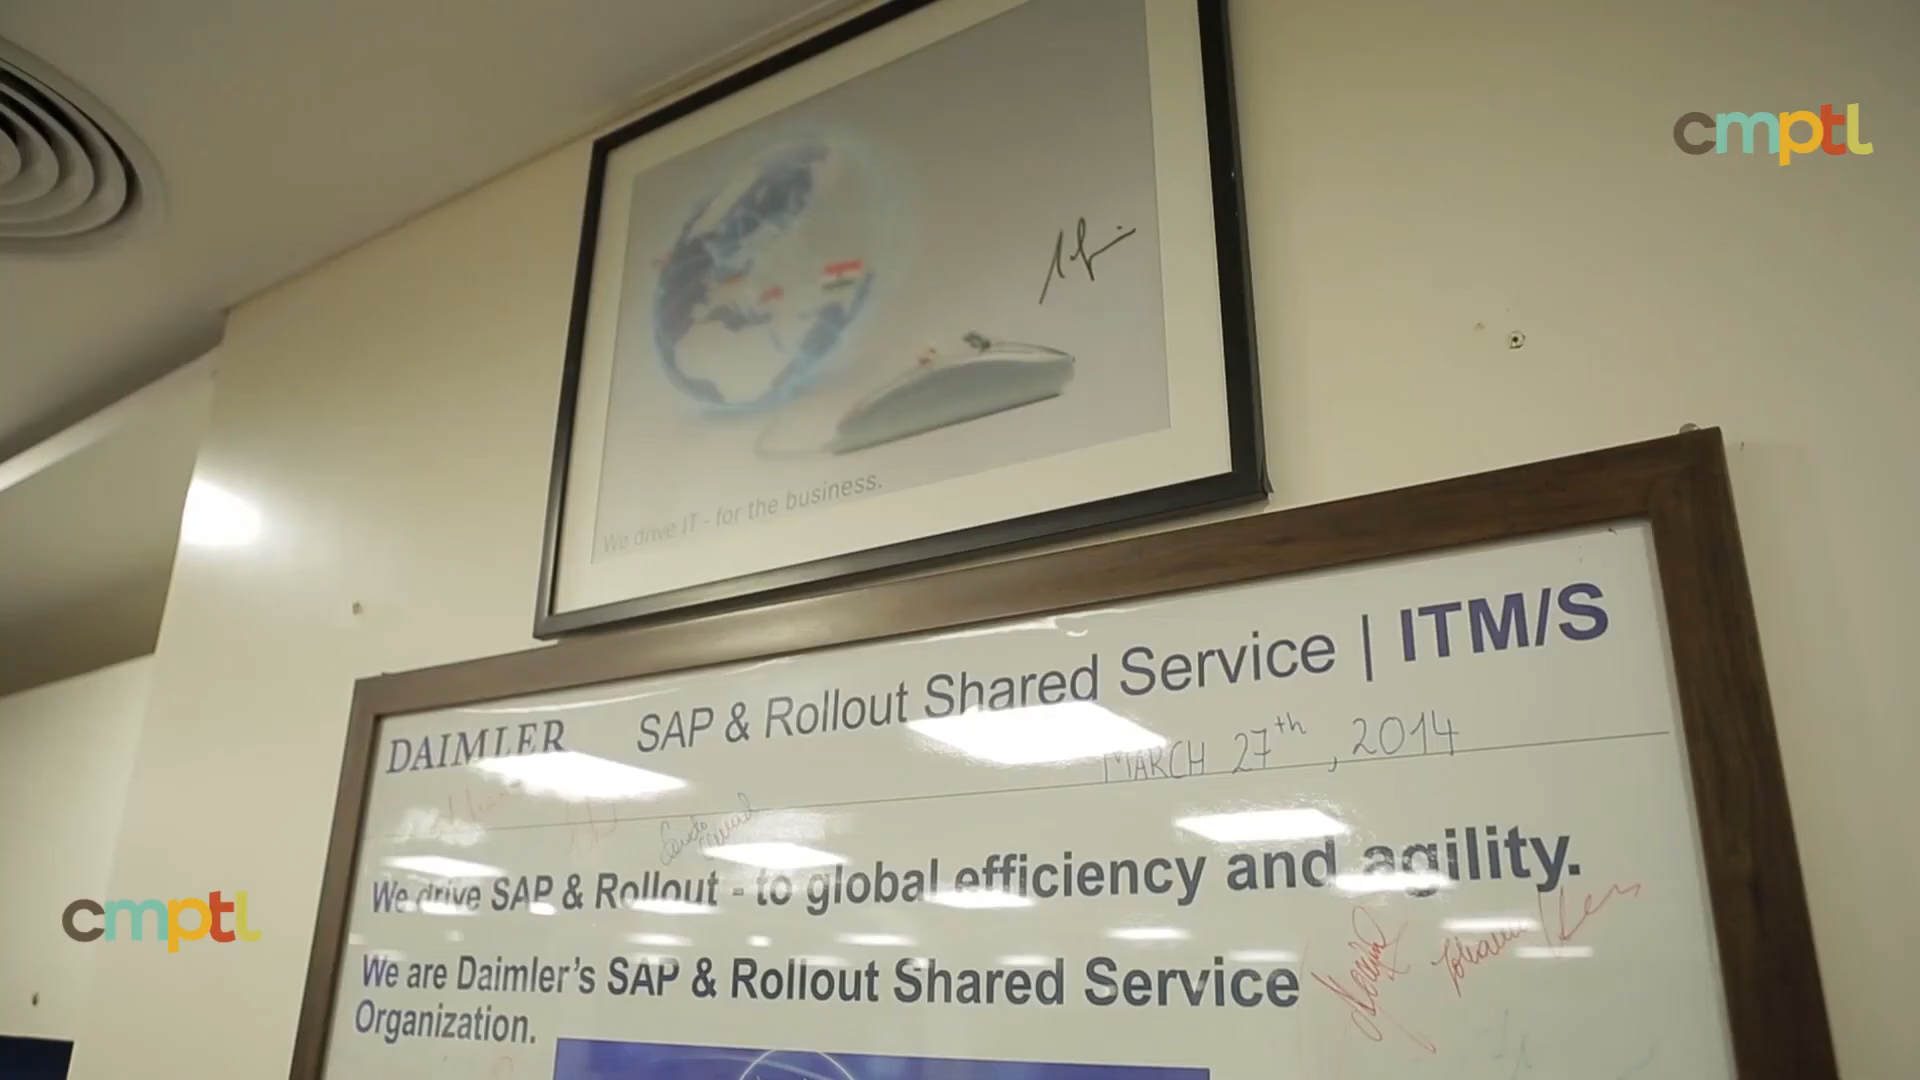 cmptl
We drive IT - for the business.
DAIMLER SAP & Rollout Shared Service | ITM/S
MARCH 27th, 2014
We drive SAP & Rollout - to global efficiency and agility.
cmptl
We are Daimler's SAP & Rollout Shared Service
Organization.